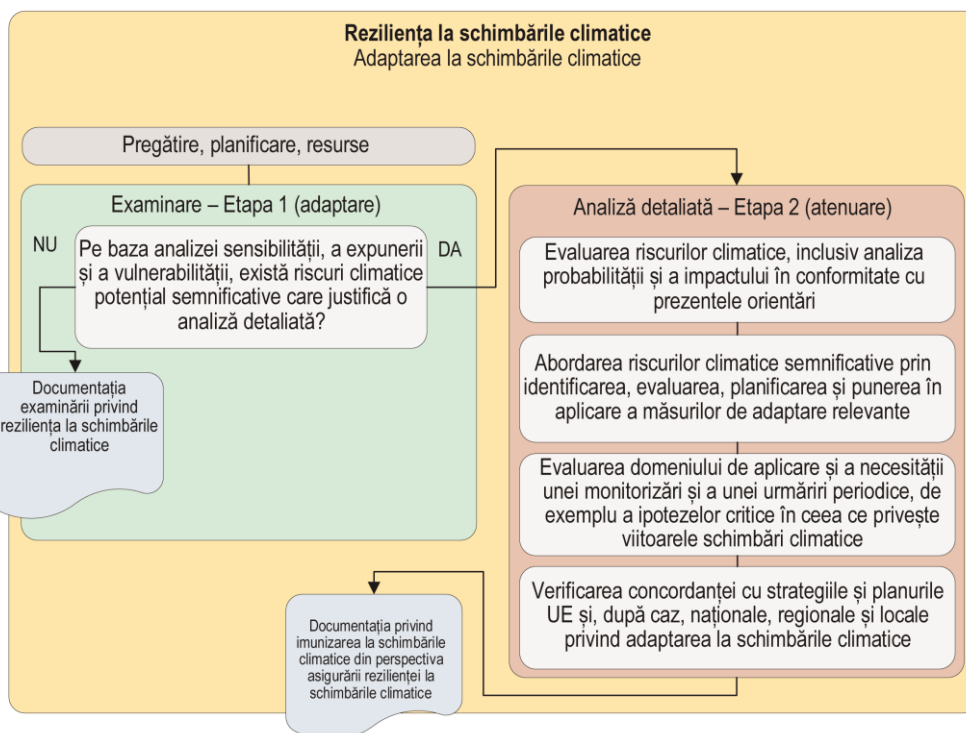 Reziliența la schimbările climatice
Adaptarea la schimbările climatice
Pregătire, planificare, resurse
Examinare – Etapa 1 (adaptare)
NU
Pe baza analizei sensibilității, a expunerii
și a vulnerabilității, există riscuri climatice
potențial semnificative care justifică o
analiză detaliată?
DA
Documentația
examinării privind
reziliența la schimbările
climatice
Analiză detaliată – Etapa 2 (atenuare)
Evaluarea riscurilor climatice, inclusiv analiza
probabilității și a impactului în conformitate cu
prezentele orientări
Abordarea riscurilor climatice semnificative prin
identificarea, evaluarea, planificarea și punerea în
aplicare a măsurilor de adaptare relevante
Evaluarea domeniului de aplicare și a necesității
unei monitorizări și a unei urmăriri periodice, de
exemplu a ipotezelor critice în ceea ce privește
viitoarele schimbări climatice
Verificarea concordanței cu strategiile și planurile
UE și, după caz, naționale, regionale și locale
privind adaptarea la schimbările climatice
Documentația privind
imunizarea la schimbările
climatice din perspectiva
asigurării rezilienței la
schimbările climatice